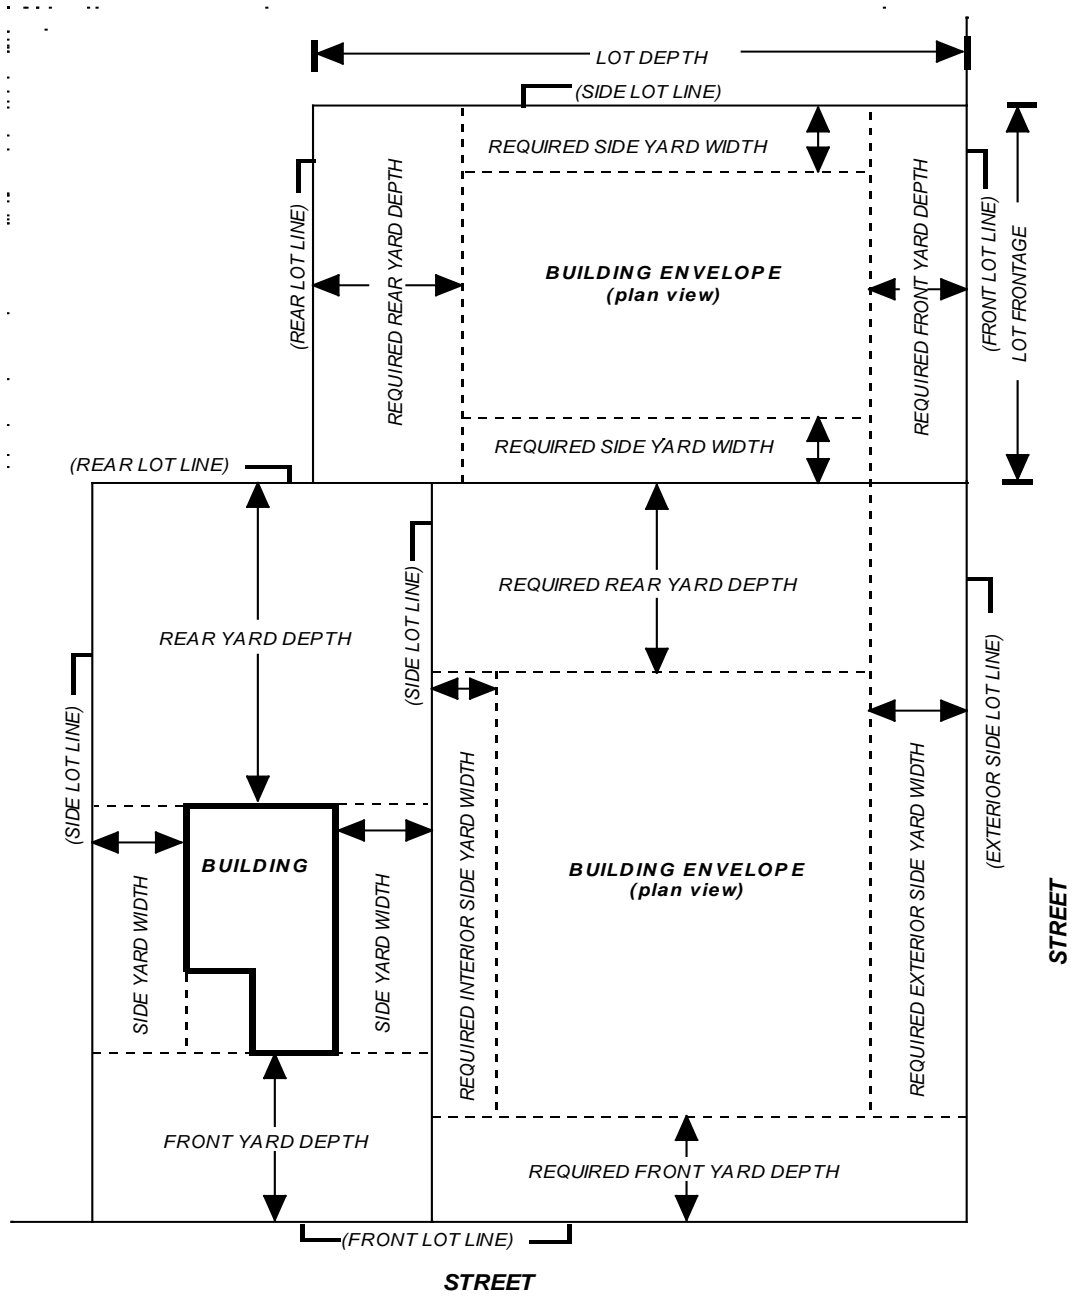 LOT DEPTH
(SIDE LOT LINE)
REQUIRED SIDE YARD WIDTH
(REAR LOT LINE)
REQUIRED REAR YARD DEPTH
BUILDING ENVELOPE
(plan view)
REQUIRED FRONT YARD DEPTH
(FRONT LOT LINE)
LOT FRONTAGE
REQUIRED SIDE YARD WIDTH
(REAR LOT LINE)
(SIDE LOT LINE)
REQUIRED REAR YARD DEPTH
REAR YARD DEPTH
(SIDE LOT LINE)
(EXTERIOR SIDE LOT LINE)
BUILDING
SIDE YARD WIDTH
SIDE YARD WIDTH
REQUIRED INTERIOR SIDE YARD WIDTH
BUILDING ENVELOPE
(plan view)
REQUIRED EXTERIOR SIDE YARD WIDTH
STREET
FRONT YARD DEPTH
REQUIRED FRONT YARD DEPTH
(FRONT LOT LINE)
STREET